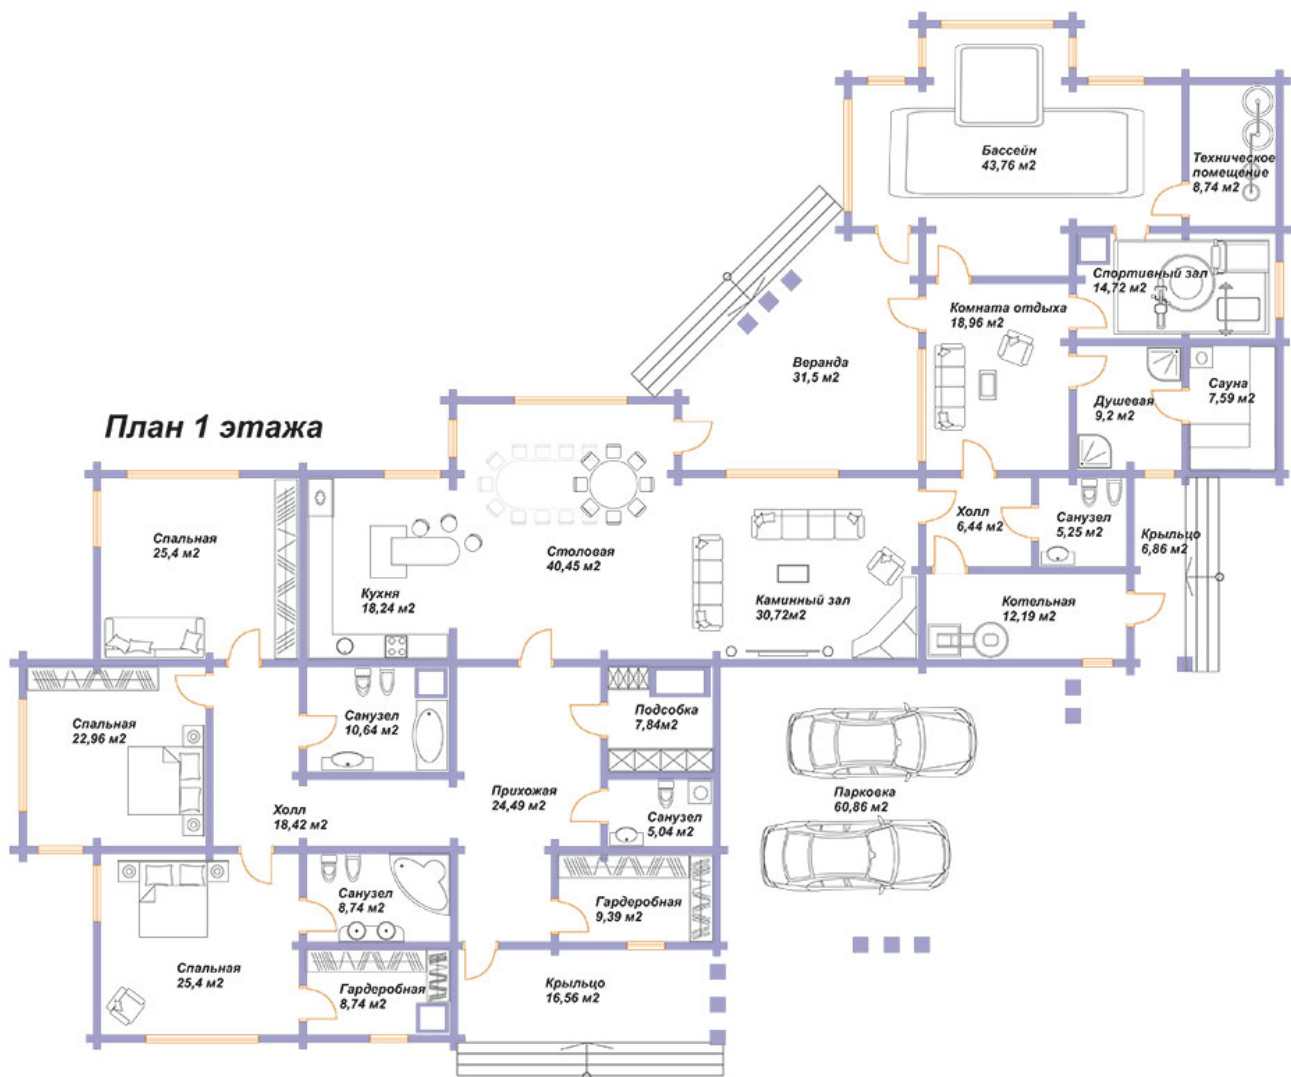 План 1 этажа
Бассейн
43,76 м2
Техническое
помещение
8,74 м2
Спортивный зал
14,72 м2
Комната отдыха
18,96 м2
Веранда
31,5 м2
Душевая
9,2 м2
Сауна
7,59 м2
Спальная
25,4 м2
Кухня
18,24 м2
Столовая
40,45 м2
Каминный зал
30,72м2
Холл
6,44 м2
Санузел
5,25 м2
Крыльцо
6,86 м2
Котельная
12,19 м2
Спальная
22,96 м2
Санузел
10,64 м2
Подсобка
7,84м2
Прихожая
24,49 м2
Холл
18,42 м2
Санузел
5,04 м2
Парковка
60,86 м2
Санузел
8,74 м2
Гардеробная
9,39 м2
Спальная
25,4 м2
Гардеробная
8,74 м2
Крыльцо
16,56 м2